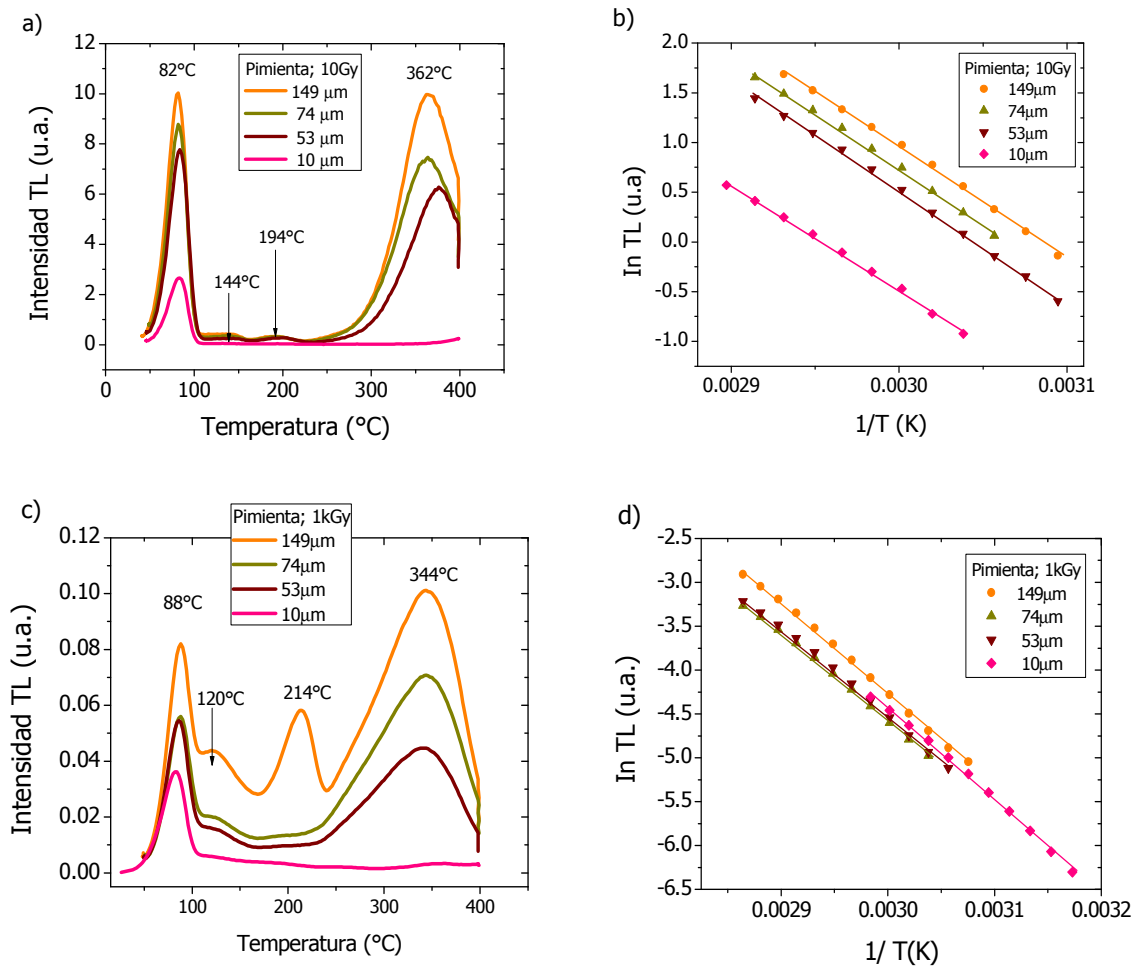 a)
12
10
8
6
4
2
0
Intensidad TL (u.a.)
82°C
144°C
194°C
362°C
Pimienta; 10Gy
149 μm
74 μm
53 μm
10 μm
0 100 200 300 400
Temperatura (°C)
b)
2.0
1.5
1.0
0.5
0.0
-0.5
-1.0
ln TL (u.a)
Pimienta; 10Gy
149μm
74μm
53μm
10μm
0.0029 0.0030 0.0031
1/T (K)
c)
0.12
0.10
0.08
0.06
0.04
0.02
0.00
Intensidad TL (u.a.)
Pimienta; 1kGy
149μm
74μm
53μm
10μm
88°C
120°C
214°C
344°C
100 200 300 400
Temperatura (°C)
d)
-2.5
-3.0
-3.5
-4.0
-4.5
-5.0
-5.5
-6.0
-6.5
ln TL (u.a.)
Pimienta; 1kGy
149μm
74μm
53μm
10μm
0.0029 0.0030 0.0031 0.0032
1/ T(K)